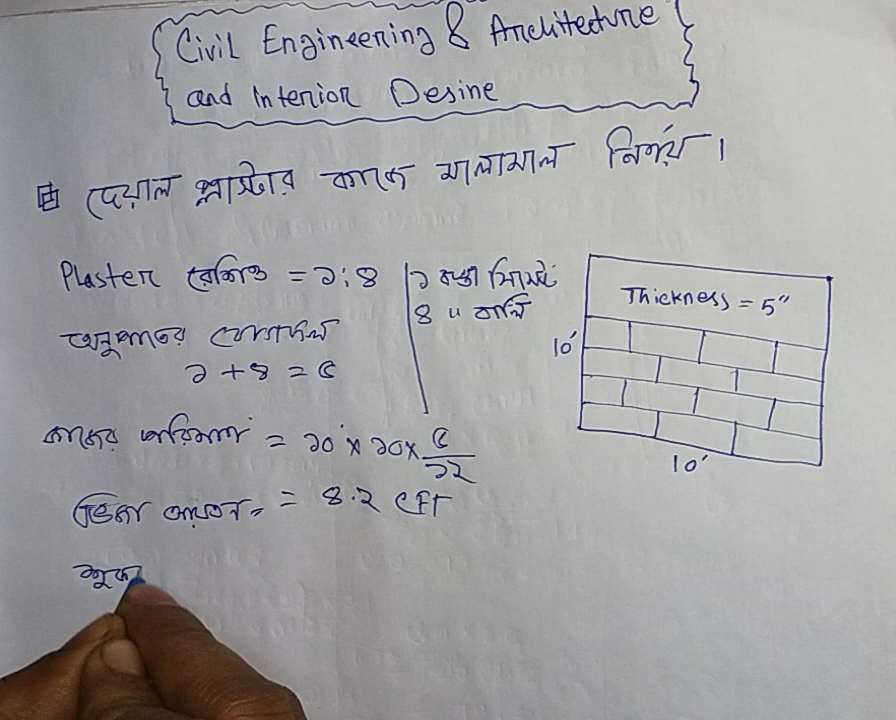 Civil Engineering & Architecture
and Interior Desine
দেয়াল প্লাস্টার কাজে মালামাল নির্ণয়।
Plaster রেশিও = ১:৪
১ বস্তা সিমেন্ট
৪ " বালি
অনুপাতের যোগফল
১ + ৪ = ৫
কাজের পরিমাণ = ১০' × ১০ × ৫/১২
ভিজা আয়তন = ৪.২ CFT
শুক
Thickness = 5"
10'
10'